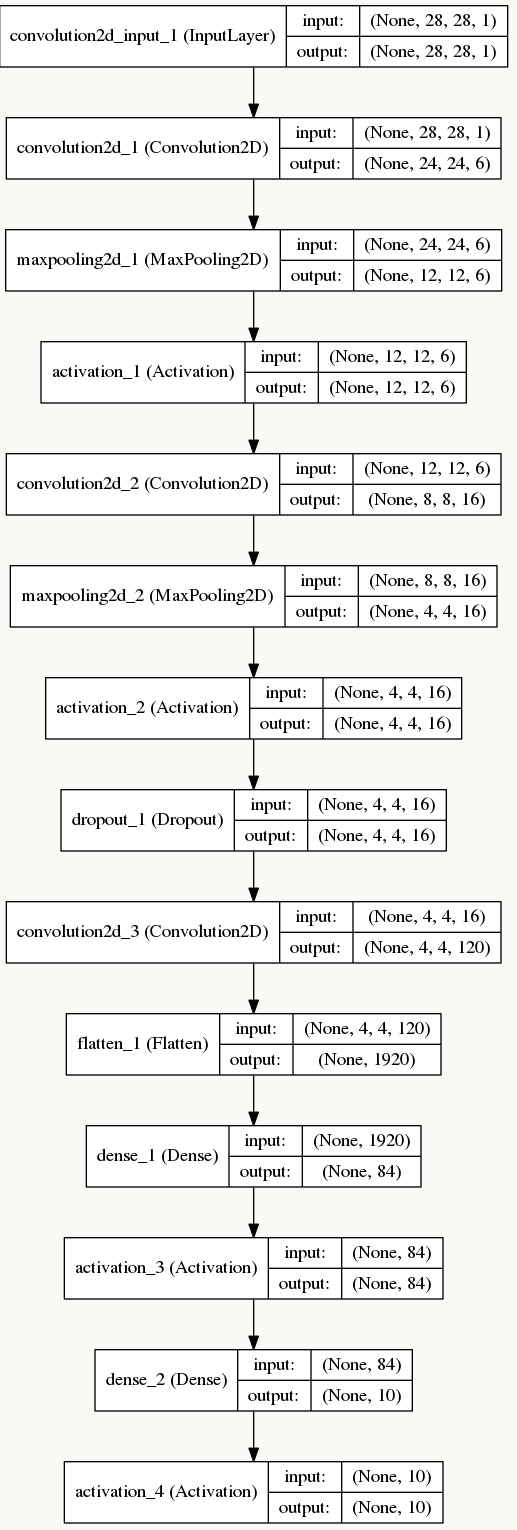 convolution2d_input_1 (InputLayer)
input: (None, 28, 28, 1)
output: (None, 28, 28, 1)
convolution2d_1 (Convolution2D)
input: (None, 28, 28, 1)
output: (None, 24, 24, 6)
maxpooling2d_1 (MaxPooling2D)
input: (None, 24, 24, 6)
output: (None, 12, 12, 6)
activation_1 (Activation)
input: (None, 12, 12, 6)
output: (None, 12, 12, 6)
convolution2d_2 (Convolution2D)
input: (None, 12, 12, 6)
output: (None, 8, 8, 16)
maxpooling2d_2 (MaxPooling2D)
input: (None, 8, 8, 16)
output: (None, 4, 4, 16)
activation_2 (Activation)
input: (None, 4, 4, 16)
output: (None, 4, 4, 16)
dropout_1 (Dropout)
input: (None, 4, 4, 16)
output: (None, 4, 4, 16)
convolution2d_3 (Convolution2D)
input: (None, 4, 4, 16)
output: (None, 4, 4, 120)
flatten_1 (Flatten)
input: (None, 4, 4, 120)
output: (None, 1920)
dense_1 (Dense)
input: (None, 1920)
output: (None, 84)
activation_3 (Activation)
input: (None, 84)
output: (None, 84)
dense_2 (Dense)
input: (None, 84)
output: (None, 10)
activation_4 (Activation)
input: (None, 10)
output: (None, 10)